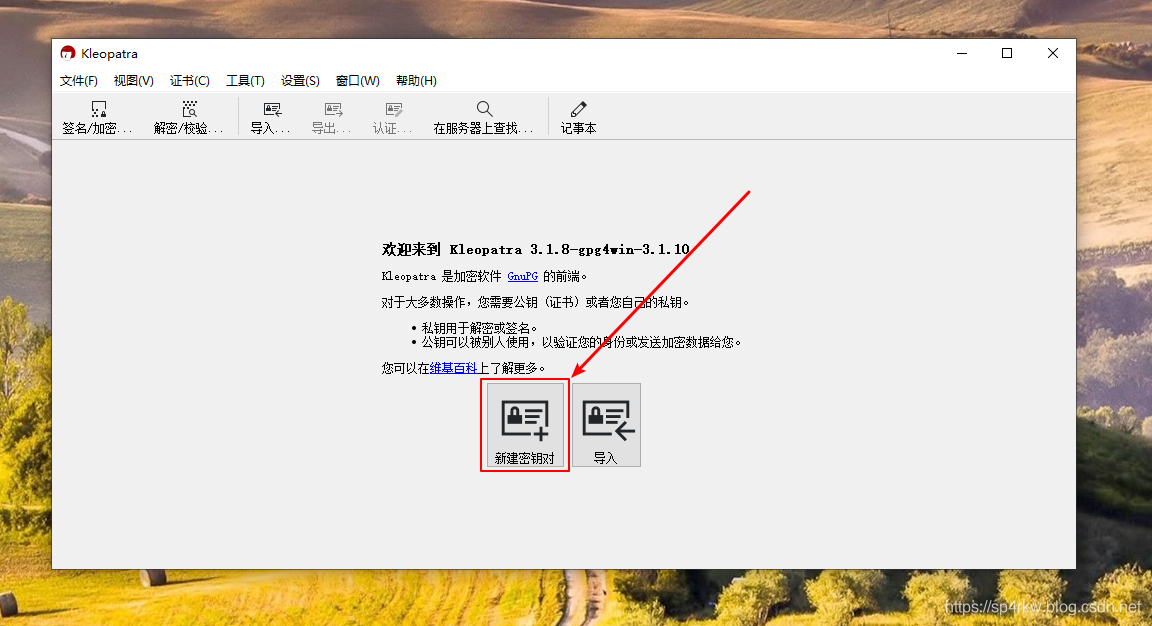 Kleopatra
文件(F) 视图(V) 证书(C) 工具(T) 设置(S) 窗口(W) 帮助(H)
签名/加密... 解密/校验... 导入... 导出... 认证... 在服务器上查找... 记事本
欢迎来到 Kleopatra 3.1.8-gpg4win-3.1.10
Kleopatra 是加密软件 GnuPG 的前端。
对于大多数操作，您需要公钥（证书）或者您自己的私钥。
• 私钥用于解密或签名。
• 公钥可以被别人使用，以验证您的身份或发送加密数据给您。
您可以在维基百科上了解更多。
新建密钥对 导入
https://sp4rkw.blog.csdn.net